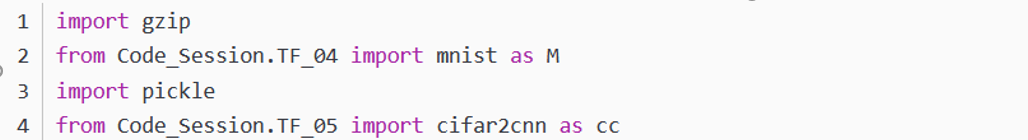 1 import gzip
2 from Code_Session.TF_04 import mnist as M
3 import pickle
4 from Code_Session.TF_05 import cifar2cnn as cc